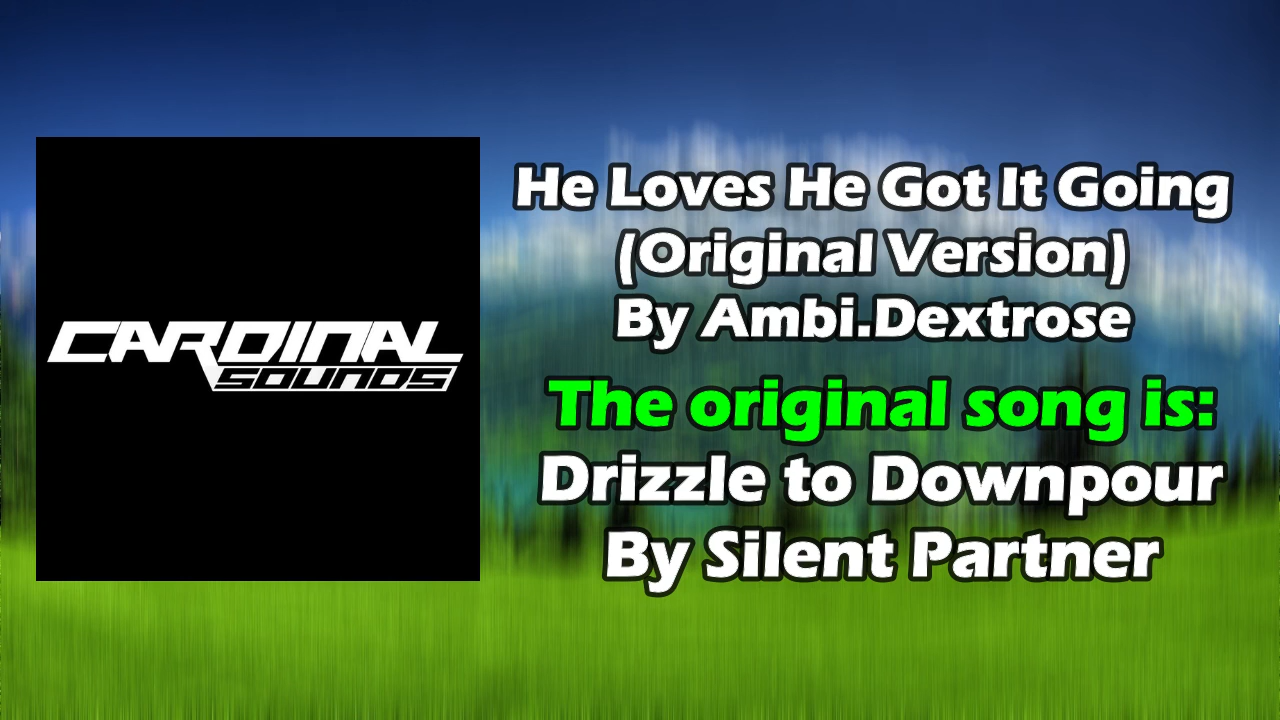 CARDINAL
SOUNDS
He Loves He Got It Going
(Original Version)
By Ambi.Dextrose
The original song is:
Drizzle to Downpour
By Silent Partner